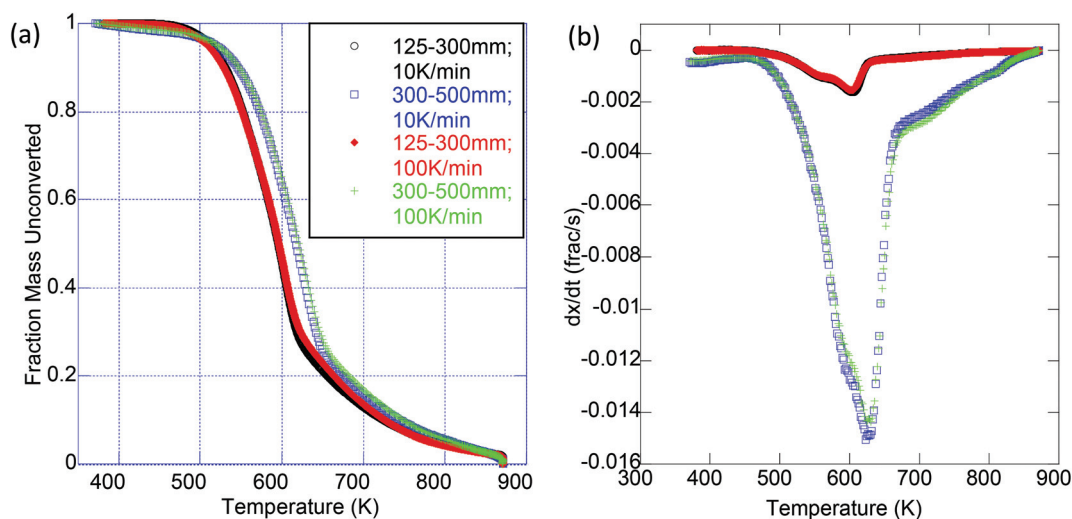 (a)
1
0.8
0.6
0.4
0.2
0
Fraction Mass Unconverted
125-300mm;
10K/min
300-500mm;
10K/min
125-300mm;
100K/min
300-500mm;
100K/min
400 500 600 700 800 900
Temperature (K)
(b)
0
-0.002
-0.004
-0.006
-0.008
-0.01
-0.012
-0.014
-0.016
dx/dt (frac/s)
300 400 500 600 700 800 900
Temperature (K)